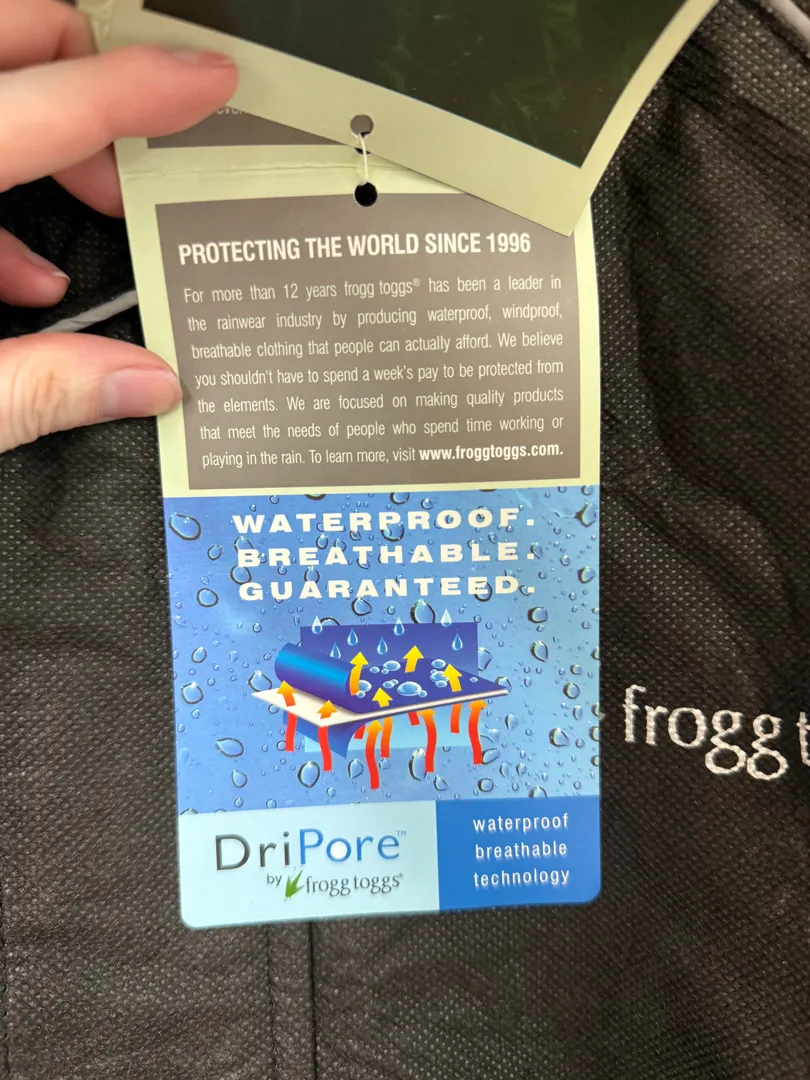 PROTECTING THE WORLD SINCE 1996
For more than 12 years frogg toggs® has been a leader in
the rainwear industry by producing waterproof, windproof,
breathable clothing that people can actually afford. We believe
you shouldn't have to spend a week's pay to be protected from
the elements. We are focused on making quality products
that meet the needs of people who spend time working or
playing in the rain. To learn more, visit www.froggtoggs.com.
WATERPROOF.
BREATHABLE.
GUARANTEED.
frogg t
DriPore™
by frogg toggs®
waterproof
breathable
technology